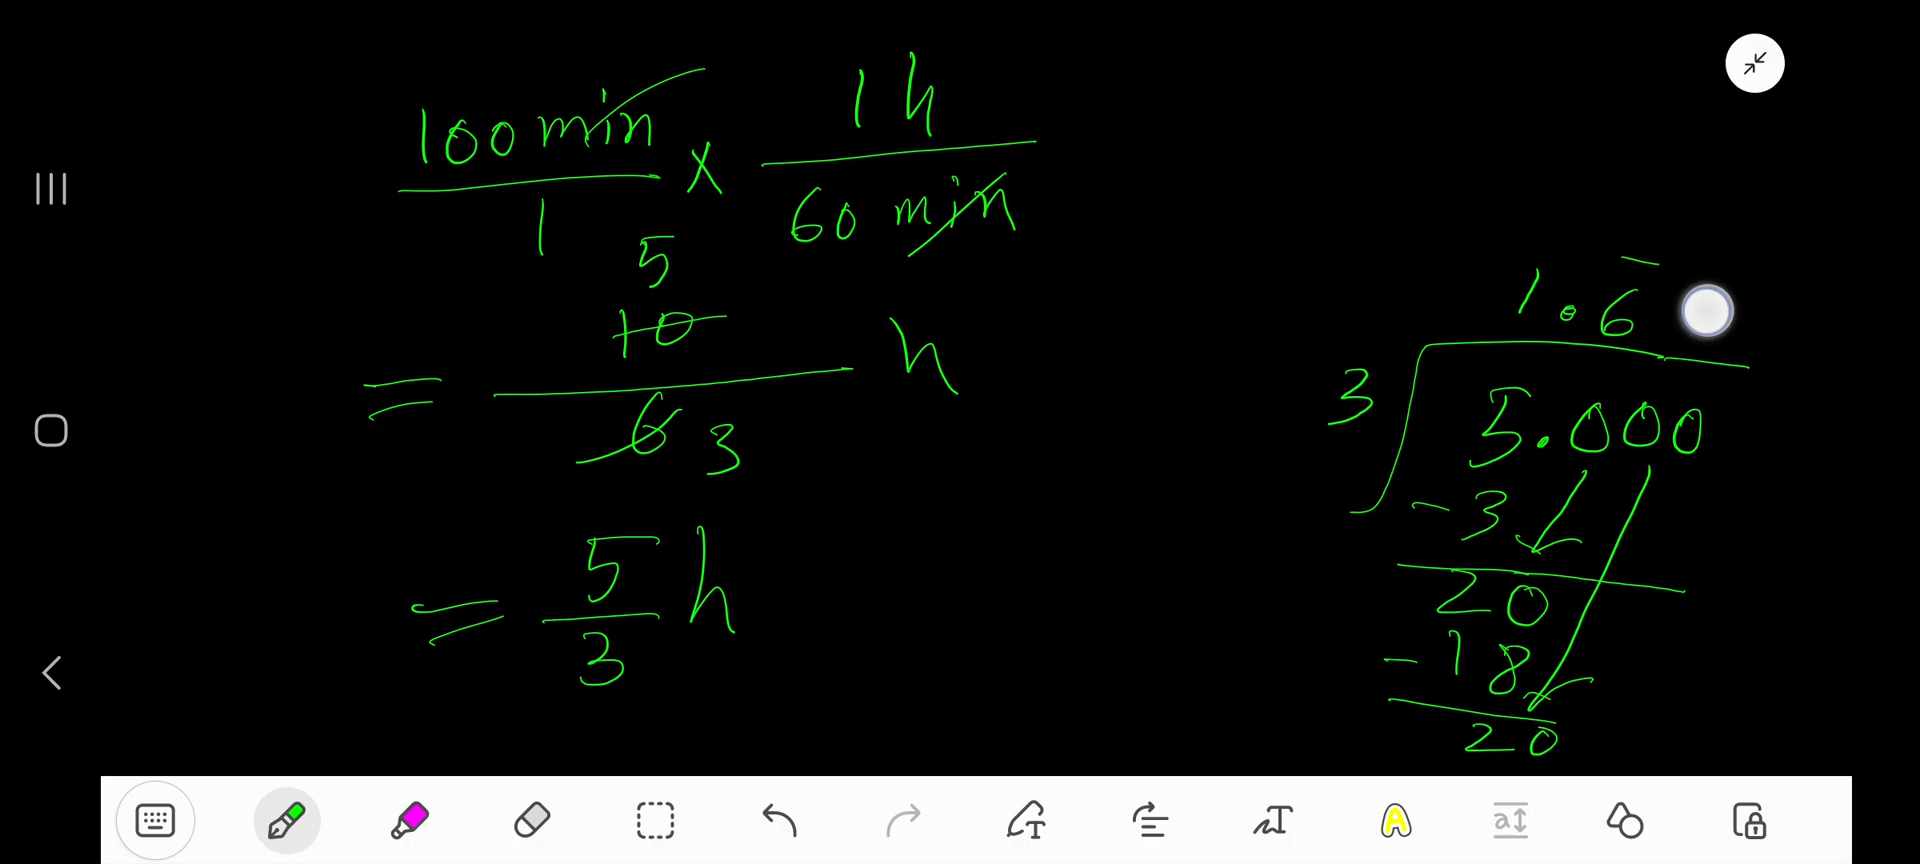 100 min / 1 × 1 h / 60 min
5
= 10 / 6 3 h
= 5 / 3 h
1.6̅
3 5.000
-3
20
-18
20